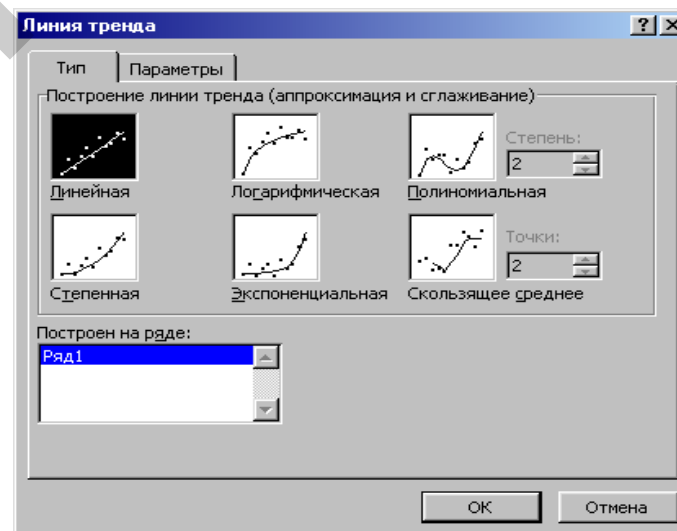 Линия тренда
Тип Параметры
Построение линии тренда (аппроксимация и сглаживание)
Линейная
Логарифмическая
Полиномиальная
Степень:
2
Степенная
Экспоненциальная
Скользящее среднее
Точки:
2
Построен на ряде:
Ряд1
ОК
Отмена